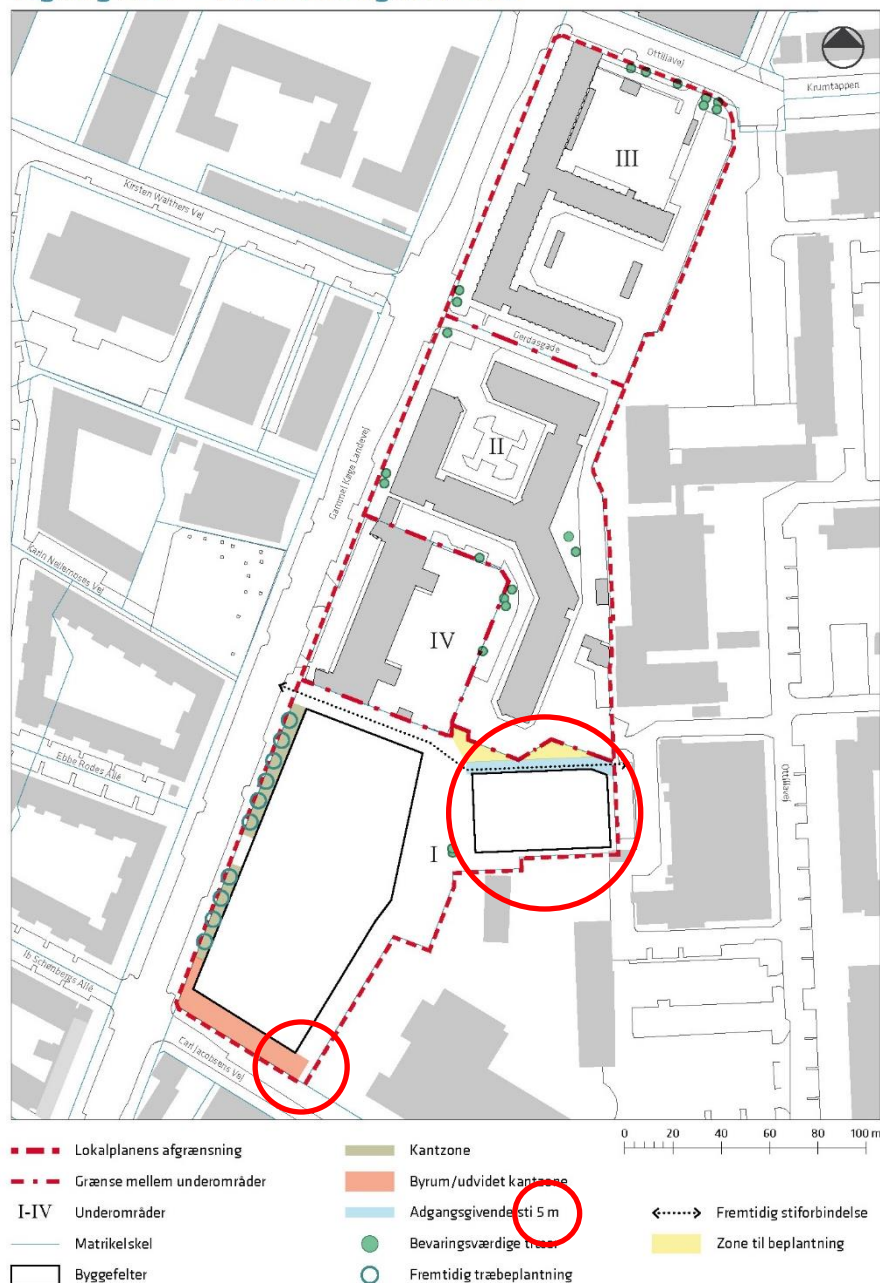 Ottiliavej
Krumtappen
III
Kirsten Walthers Vej
Gerdasgade
II
Gammel Køge Landevej
Karin Nellemoses Vej
IV
Ebbe Rodes Allé
Ottiliavej
I
Ib Schønbergs Allé
Carl Jacobsens Vej
0 20 40 60 80 100 m
Lokalplanens afgrænsning
Grænse mellem underområder
I-IV Underområder
Matrikelskel
Byggefelter
Kantzone
Byrum/udvidet kantzone
Adgangsgivende sti 5 m
Bevaringsværdige træer
Fremtidig træbeplantning
Fremtidig stiforbindelse
Zone til beplantning